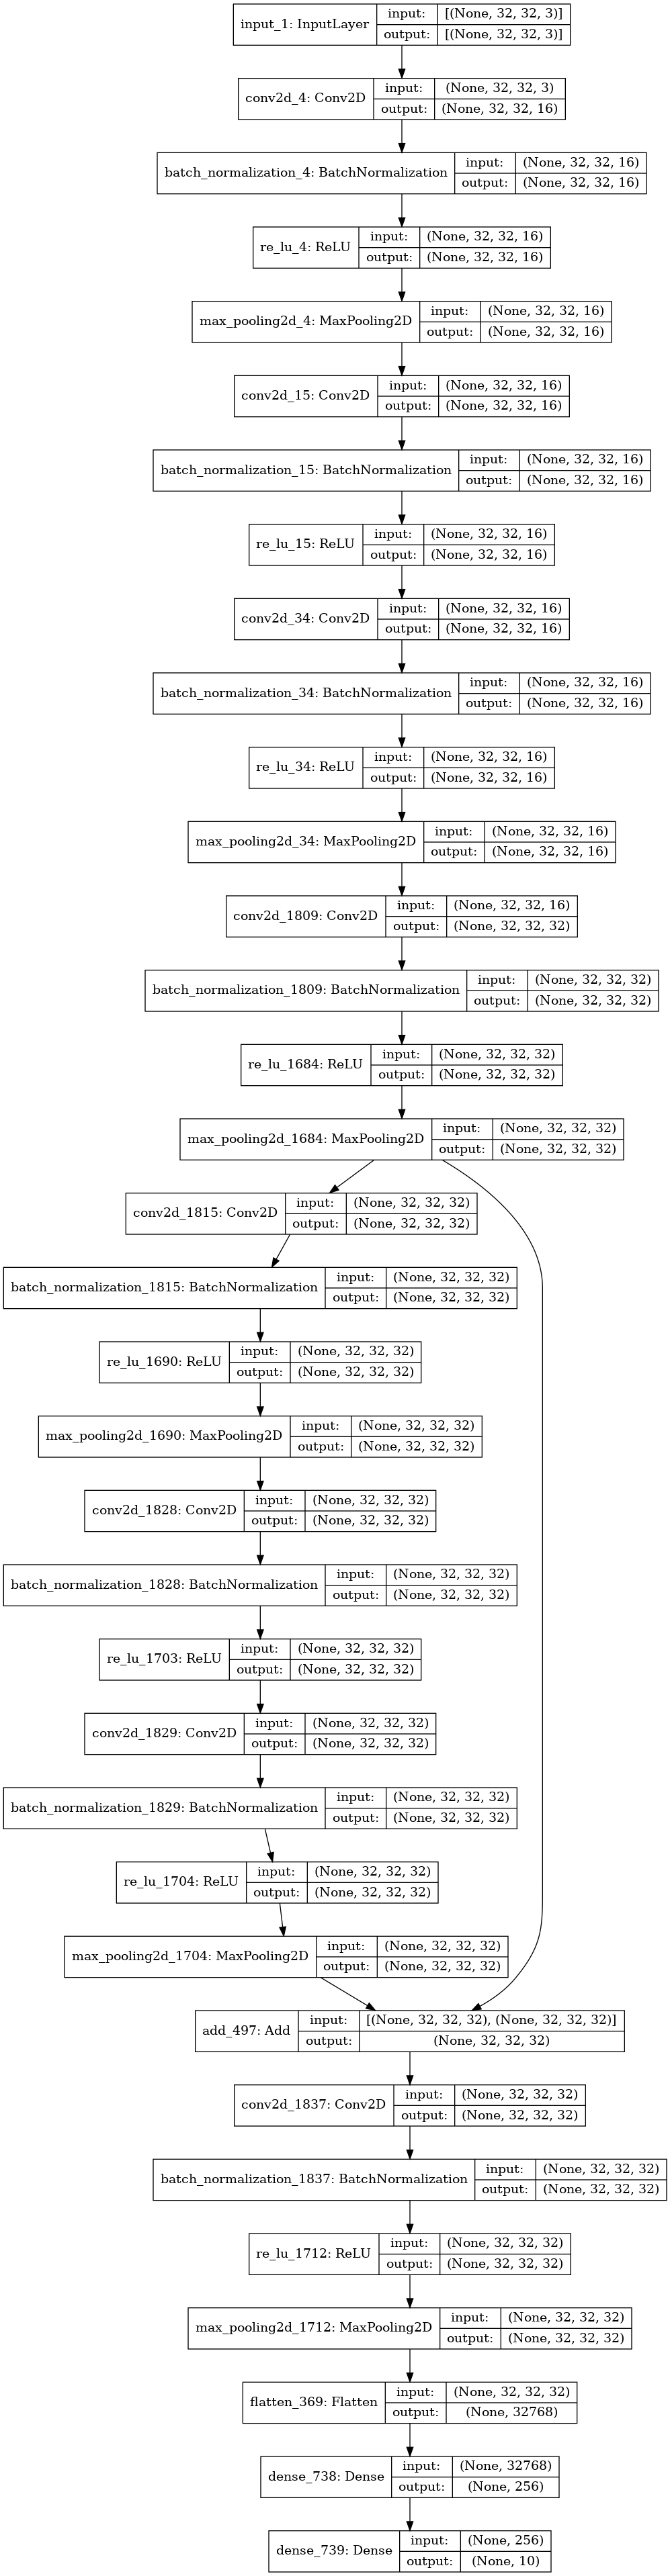 input_1: InputLayer
input: [(None, 32, 32, 3)]
output: [(None, 32, 32, 3)]
conv2d_4: Conv2D
input: (None, 32, 32, 3)
output: (None, 32, 32, 16)
batch_normalization_4: BatchNormalization
input: (None, 32, 32, 16)
output: (None, 32, 32, 16)
re_lu_4: ReLU
input: (None, 32, 32, 16)
output: (None, 32, 32, 16)
max_pooling2d_4: MaxPooling2D
input: (None, 32, 32, 16)
output: (None, 32, 32, 16)
conv2d_15: Conv2D
input: (None, 32, 32, 16)
output: (None, 32, 32, 16)
batch_normalization_15: BatchNormalization
input: (None, 32, 32, 16)
output: (None, 32, 32, 16)
re_lu_15: ReLU
input: (None, 32, 32, 16)
output: (None, 32, 32, 16)
conv2d_34: Conv2D
input: (None, 32, 32, 16)
output: (None, 32, 32, 16)
batch_normalization_34: BatchNormalization
input: (None, 32, 32, 16)
output: (None, 32, 32, 16)
re_lu_34: ReLU
input: (None, 32, 32, 16)
output: (None, 32, 32, 16)
max_pooling2d_34: MaxPooling2D
input: (None, 32, 32, 16)
output: (None, 32, 32, 16)
conv2d_1809: Conv2D
input: (None, 32, 32, 16)
output: (None, 32, 32, 32)
batch_normalization_1809: BatchNormalization
input: (None, 32, 32, 32)
output: (None, 32, 32, 32)
re_lu_1684: ReLU
input: (None, 32, 32, 32)
output: (None, 32, 32, 32)
max_pooling2d_1684: MaxPooling2D
input: (None, 32, 32, 32)
output: (None, 32, 32, 32)
conv2d_1815: Conv2D
input: (None, 32, 32, 32)
output: (None, 32, 32, 32)
batch_normalization_1815: BatchNormalization
input: (None, 32, 32, 32)
output: (None, 32, 32, 32)
re_lu_1690: ReLU
input: (None, 32, 32, 32)
output: (None, 32, 32, 32)
max_pooling2d_1690: MaxPooling2D
input: (None, 32, 32, 32)
output: (None, 32, 32, 32)
conv2d_1828: Conv2D
input: (None, 32, 32, 32)
output: (None, 32, 32, 32)
batch_normalization_1828: BatchNormalization
input: (None, 32, 32, 32)
output: (None, 32, 32, 32)
re_lu_1703: ReLU
input: (None, 32, 32, 32)
output: (None, 32, 32, 32)
conv2d_1829: Conv2D
input: (None, 32, 32, 32)
output: (None, 32, 32, 32)
batch_normalization_1829: BatchNormalization
input: (None, 32, 32, 32)
output: (None, 32, 32, 32)
re_lu_1704: ReLU
input: (None, 32, 32, 32)
output: (None, 32, 32, 32)
max_pooling2d_1704: MaxPooling2D
input: (None, 32, 32, 32)
output: (None, 32, 32, 32)
add_497: Add
input: [(None, 32, 32, 32), (None, 32, 32, 32)]
output: (None, 32, 32, 32)
conv2d_1837: Conv2D
input: (None, 32, 32, 32)
output: (None, 32, 32, 32)
batch_normalization_1837: BatchNormalization
input: (None, 32, 32, 32)
output: (None, 32, 32, 32)
re_lu_1712: ReLU
input: (None, 32, 32, 32)
output: (None, 32, 32, 32)
max_pooling2d_1712: MaxPooling2D
input: (None, 32, 32, 32)
output: (None, 32, 32, 32)
flatten_369: Flatten
input: (None, 32, 32, 32)
output: (None, 32768)
dense_738: Dense
input: (None, 32768)
output: (None, 256)
dense_739: Dense
input: (None, 256)
output: (None, 10)